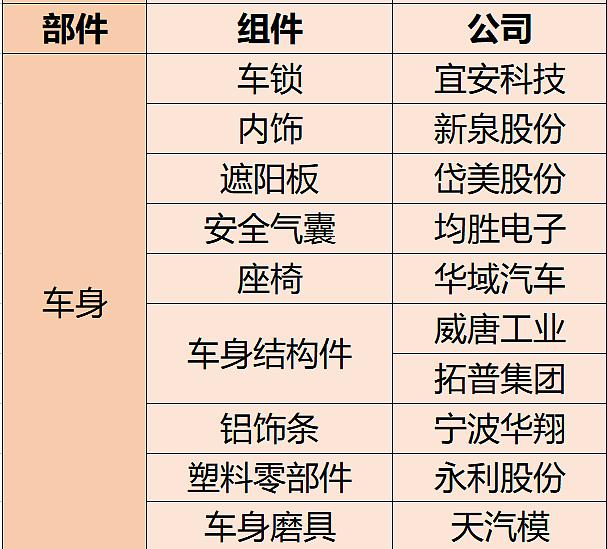 部件 组件 公司
车锁 宜安科技
内饰 新泉股份
遮阳板 岱美股份
安全气囊 均胜电子
座椅 华域汽车
车身 车身结构件 威唐工业
拓普集团
铝饰条 宁波华翔
塑料零部件 永利股份
车身磨具 天汽模